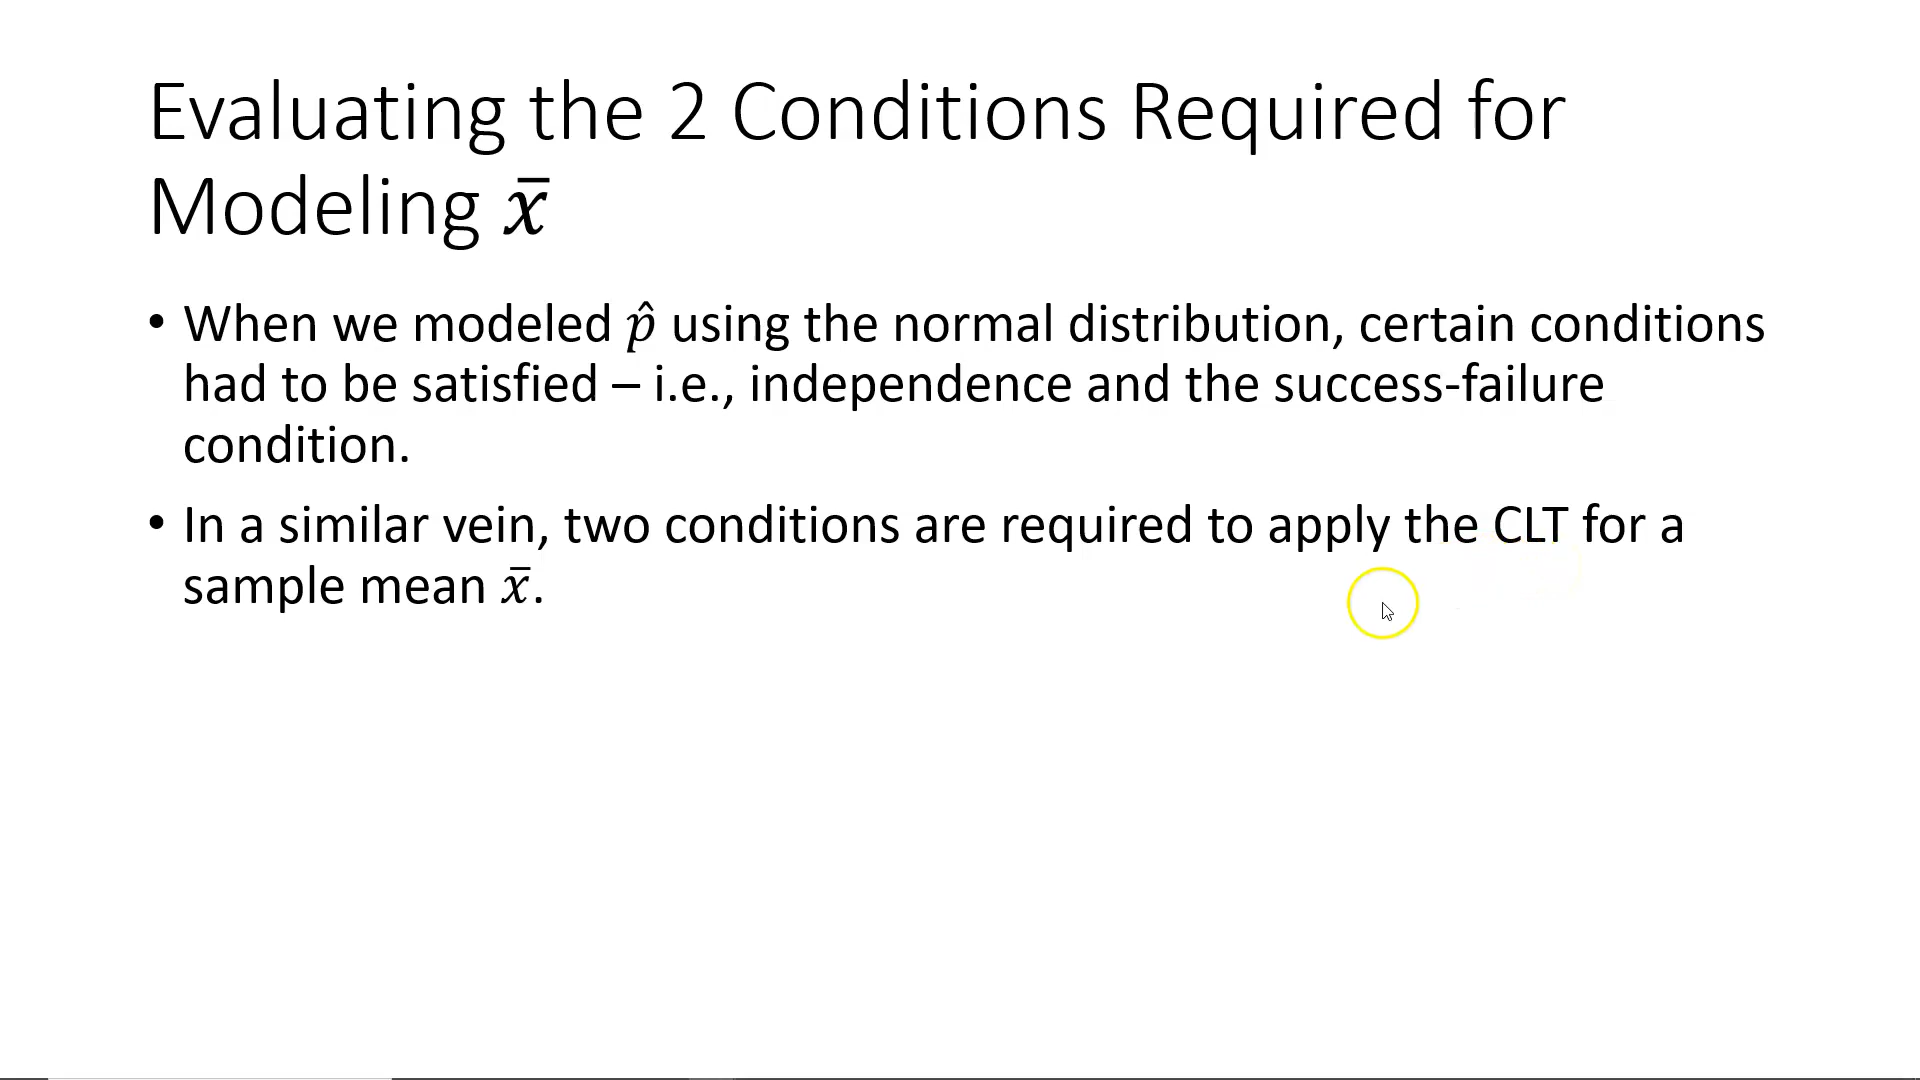 Evaluating the 2 Conditions Required for
Modeling x̄
• When we modeled p̂ using the normal distribution, certain conditions
had to be satisfied – i.e., independence and the success-failure
condition.
• In a similar vein, two conditions are required to apply the CLT for a
sample mean x̄.